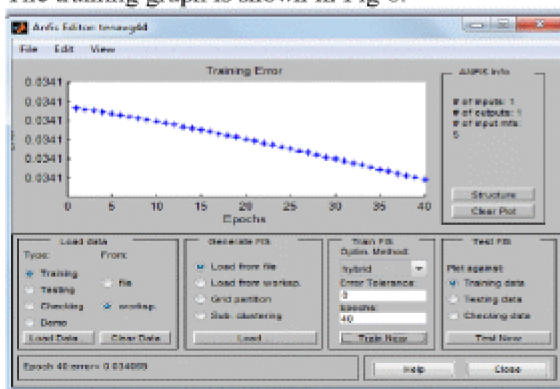 The training graph is shown in Fig 6.
Anfis Editor:
File Edit View
Training Error
0.0341
0.0341
0.0341
0.0341
0.0341
0.0341
0 5 10 15 20 25 30 35 40
Epochs
ANFIS Info
# of inputs: 1
# of outputs: 1
# of input mfs:
5
Structure
Clear Plot
Load data
Type: From:
Training
Testing
Checking
Demo
file
worksp.
Load Data... Clear Data
Generate FIS
Load from file
Load from worksp.
Grid partition
Sub. clustering
Load ...
Train FIS
Optim. Method:
hybrid
Error Tolerance:
0
Epochs:
40
Train Now
Test FIS
Plot against:
Training data
Testing data
Checking data
Test Now
Epoch 40:error=
Help Close